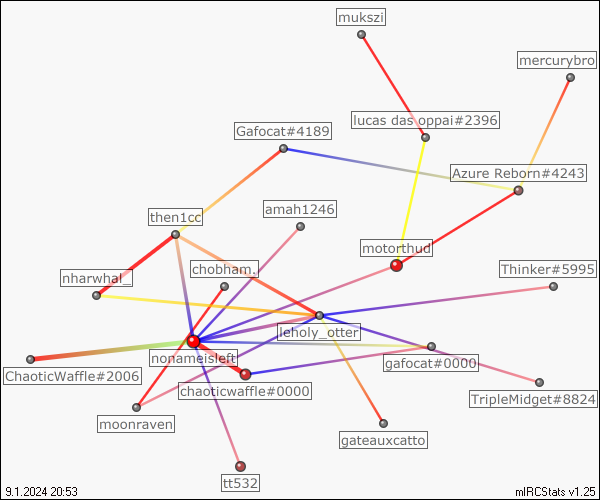 mukszi
mercurybro
lucas das oppai#2396
Gafocat#4189
Azure Reborn#4243
amah1246
then1cc
motorthud
chobham.
Thinker#5995
nharwhal_
leholy_otter
nonameisleft
gafocat#0000
ChaoticWaffle#2006
chaoticwaffle#0000
TripleMidget#8824
moonraven
gateauxcatto
tt532
9.1.2024 20:53
mIRCStats v1.25